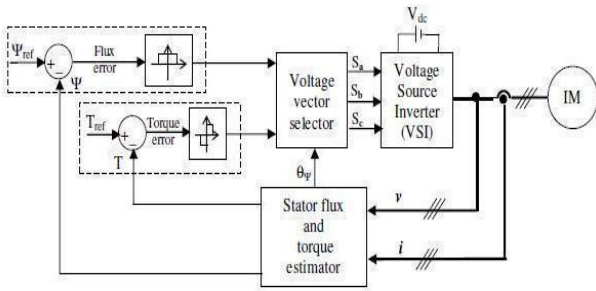 Ψref
Flux
error
Ψ
Tref
Torque
error
T
Voltage
vector
selector
Sa
Sb
Sc
Vdc
Voltage
Source
Inverter
(VSI)
IM
θΨ
Stator flux
and
torque
estimator
v
i